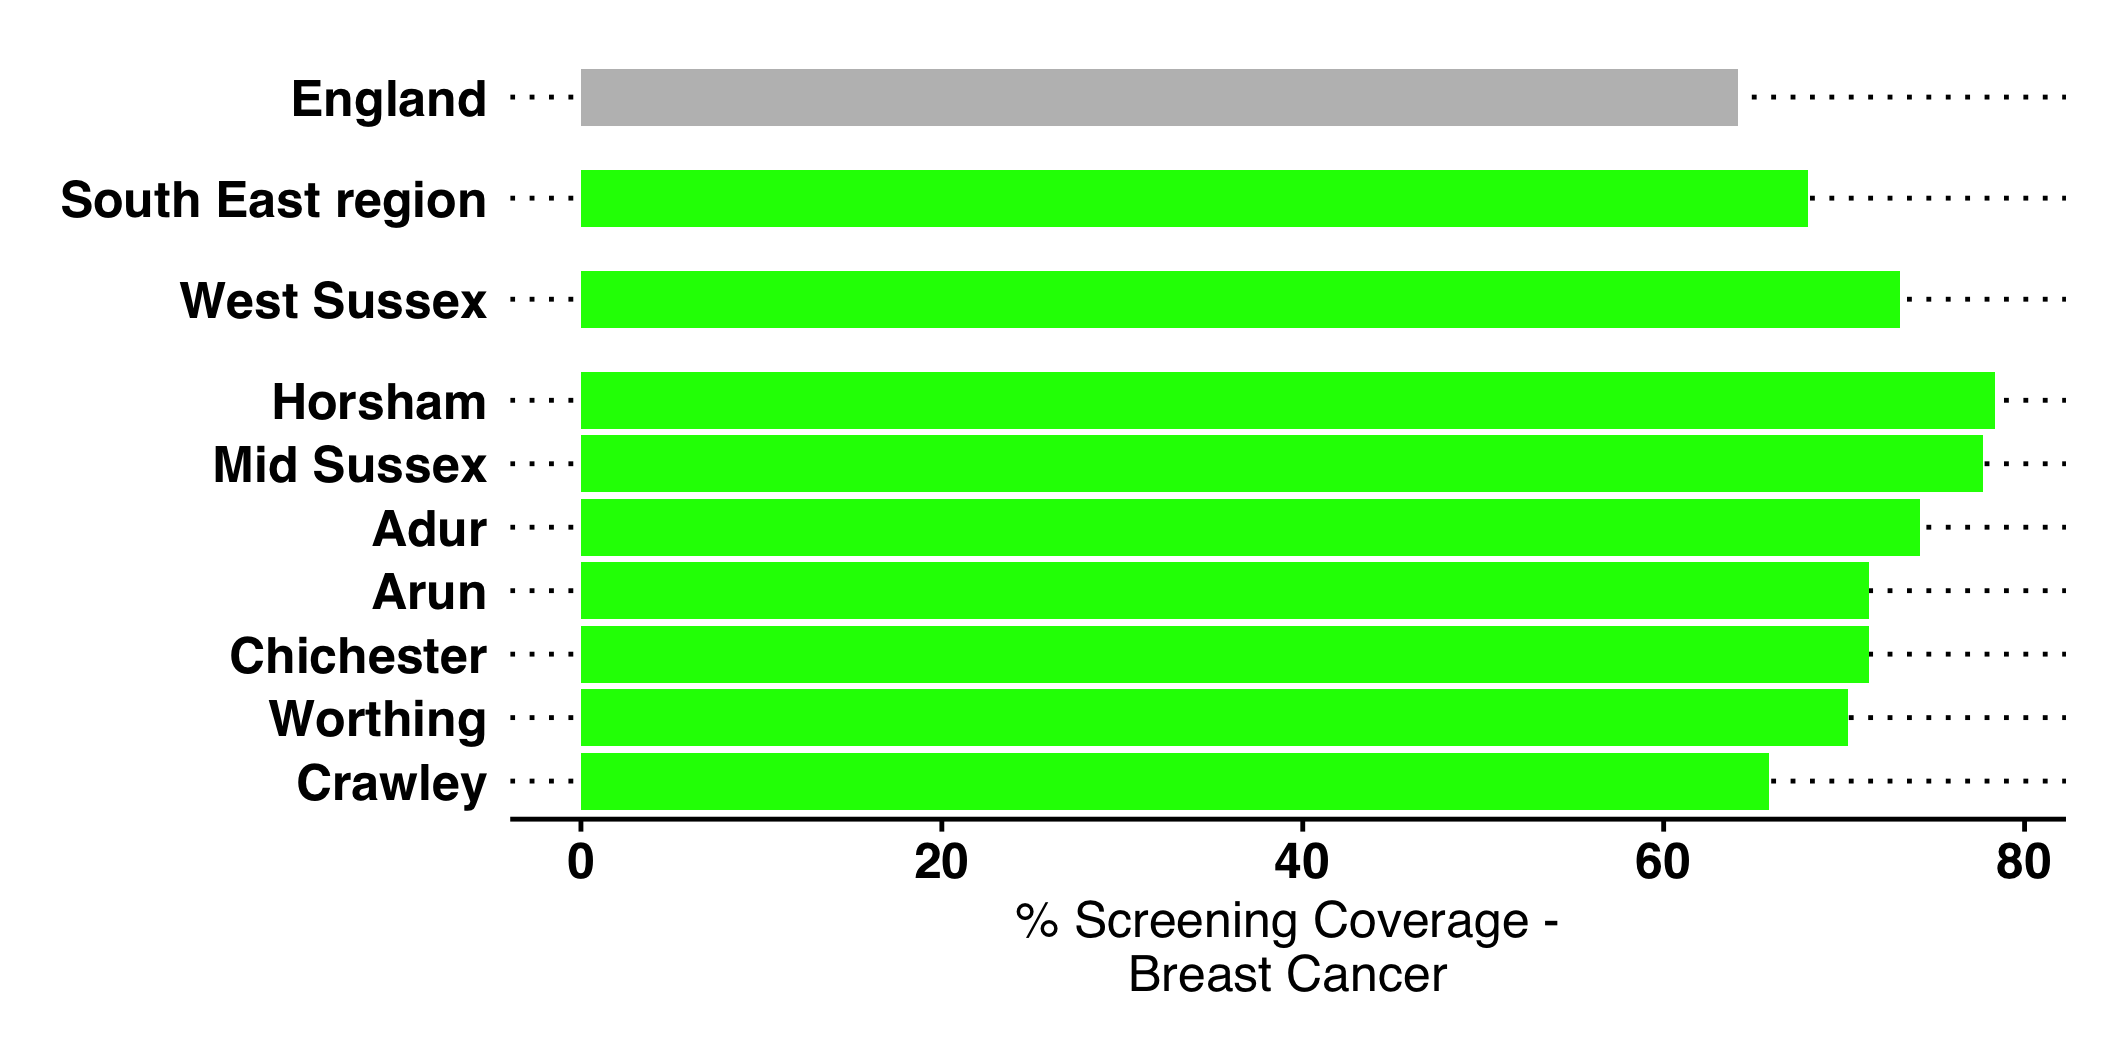 England
South East region
West Sussex
Horsham
Mid Sussex
Adur
Arun
Chichester
Worthing
Crawley
0 20 40 60 80
% Screening Coverage -
Breast Cancer